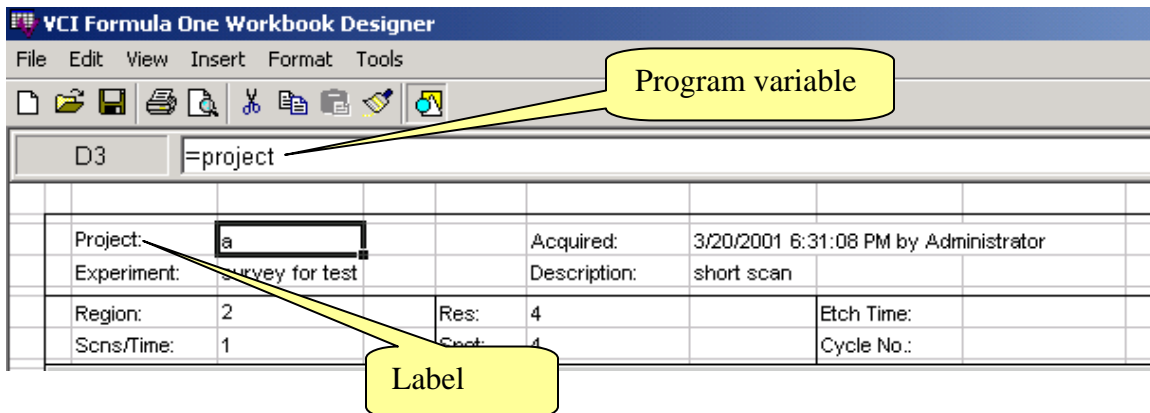 VCI Formula One Workbook Designer
File Edit View Insert Format Tools
Program variable
D3 =project
Project: a Acquired: 3/20/2001 6:31:08 PM by Administrator
Experiment: survey for test Description: short scan
Region: 2 Res: 4 Etch Time:
Scns/Time: 1 4 Cycle No.:
Label